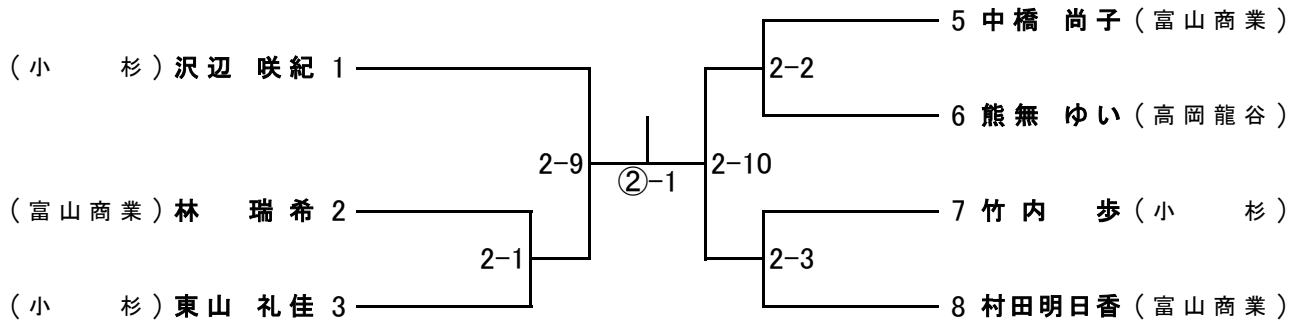 5 中橋 尚子 (富山商業)
(小 杉) 沢辺 咲紀 1
2-2
6 熊無 ゆい (高岡龍谷)
2-9
②-1
2-10
(富山商業) 林 瑞希 2
7 竹内 歩 (小 杉)
2-1
2-3
(小 杉) 東山 礼佳 3
8 村田明日香 (富山商業)